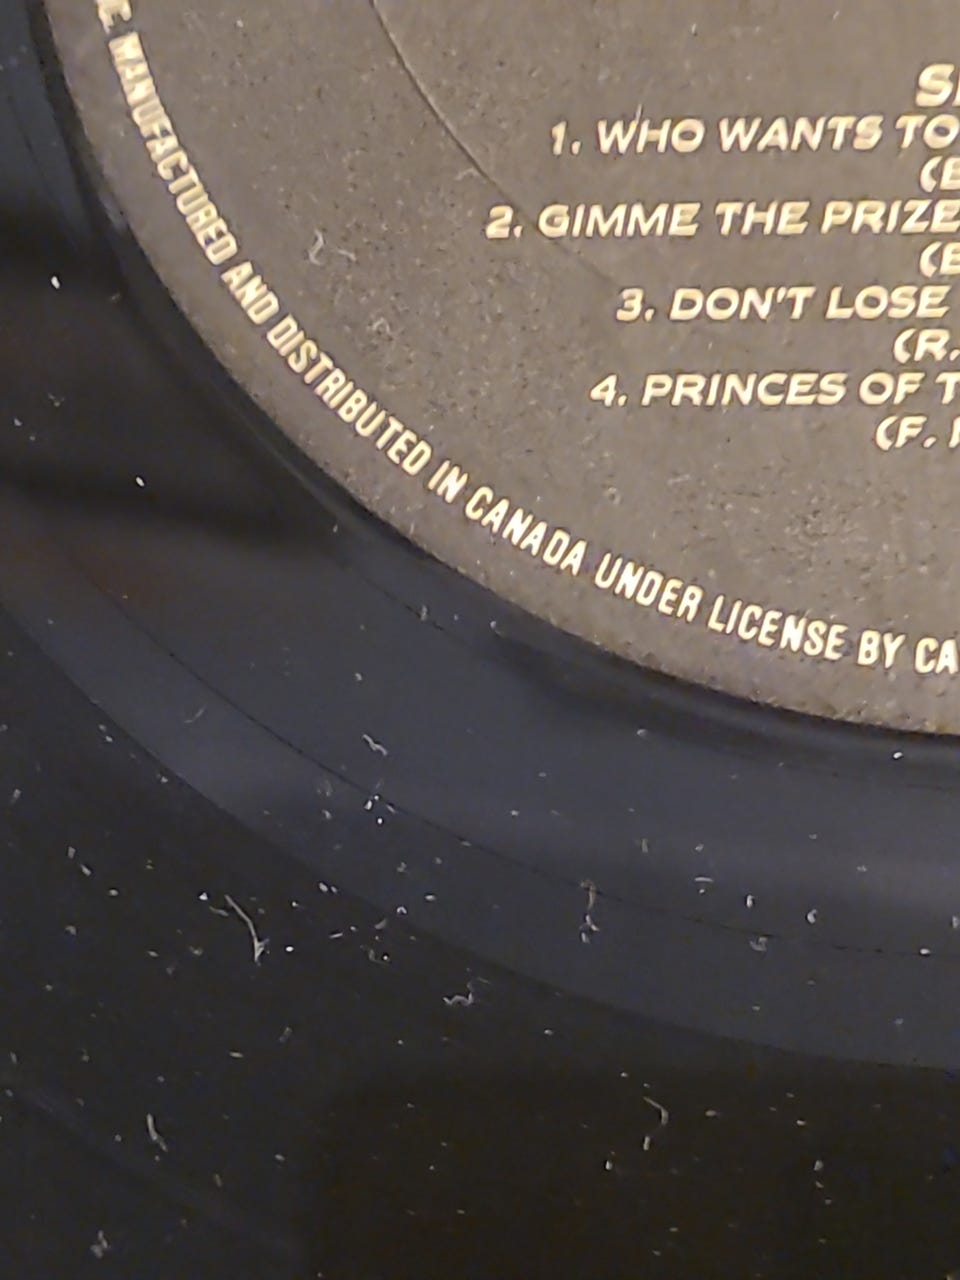 1. WHO WANTS TO
2. GIMME THE PRIZE
3. DON'T LOSE
(R.
4. PRINCES OF
(F.
MANUFACTURED AND DISTRIBUTED IN CANADA UNDER LICENSE BY